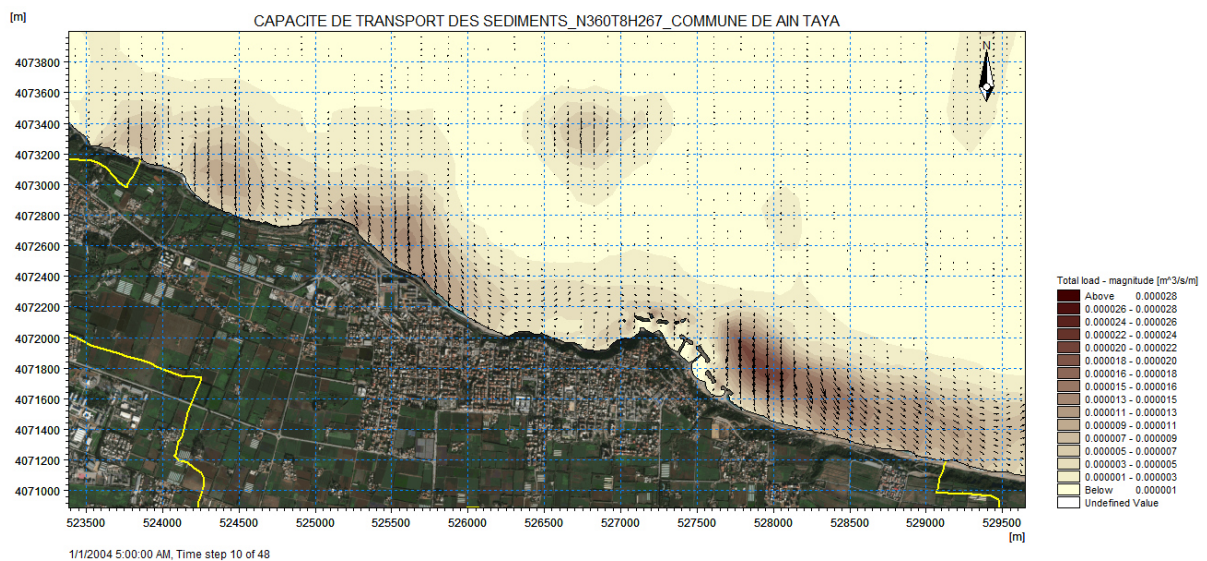 [m]
CAPACITE DE TRANSPORT DES SEDIMENTS_N360T8H267_COMMUNE DE AIN TAYA
N
4073800
4073600
4073400
4073200
4073000
4072800
4072600
4072400
4072200
4072000
4071800
4071600
4071400
4071200
4071000
523500 524000 524500 525000 525500 526000 526500 527000 527500 528000 528500 529000 529500
[m]
1/1/2004 5:00:00 AM, Time step 10 of 48
Total load - magnitude [m^3/s/m]
Above 0.000028
0.000026 - 0.000028
0.000024 - 0.000026
0.000022 - 0.000024
0.000020 - 0.000022
0.000018 - 0.000020
0.000016 - 0.000018
0.000015 - 0.000016
0.000013 - 0.000015
0.000011 - 0.000013
0.000009 - 0.000011
0.000007 - 0.000009
0.000005 - 0.000007
0.000003 - 0.000005
0.000001 - 0.000003
Below 0.000001
Undefined Value